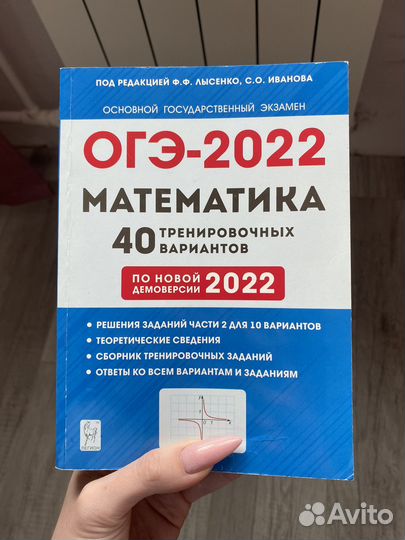 ПОД РЕДАКЦИЕЙ Ф.Ф. ЛЫСЕНКО, С.О. ИВАНОВА
ОСНОВНОЙ ГОСУДАРСТВЕННЫЙ ЭКЗАМЕН
ОГЭ-2022
МАТЕМАТИКА
40 ТРЕНИРОВОЧНЫХ
ВАРИАНТОВ
ПО НОВОЙ
ДЕМОВЕРСИИ 2022
• РЕШЕНИЯ ЗАДАНИЙ ЧАСТИ 2 ДЛЯ 10 ВАРИАНТОВ
• ТЕОРЕТИЧЕСКИЕ СВЕДЕНИЯ
• СБОРНИК ТРЕНИРОВОЧНЫХ ЗАДАНИЙ
• ОТВЕТЫ КО ВСЕМ ВАРИАНТАМ И ЗАДАНИЯМ
ЛЕГИОН
Avito